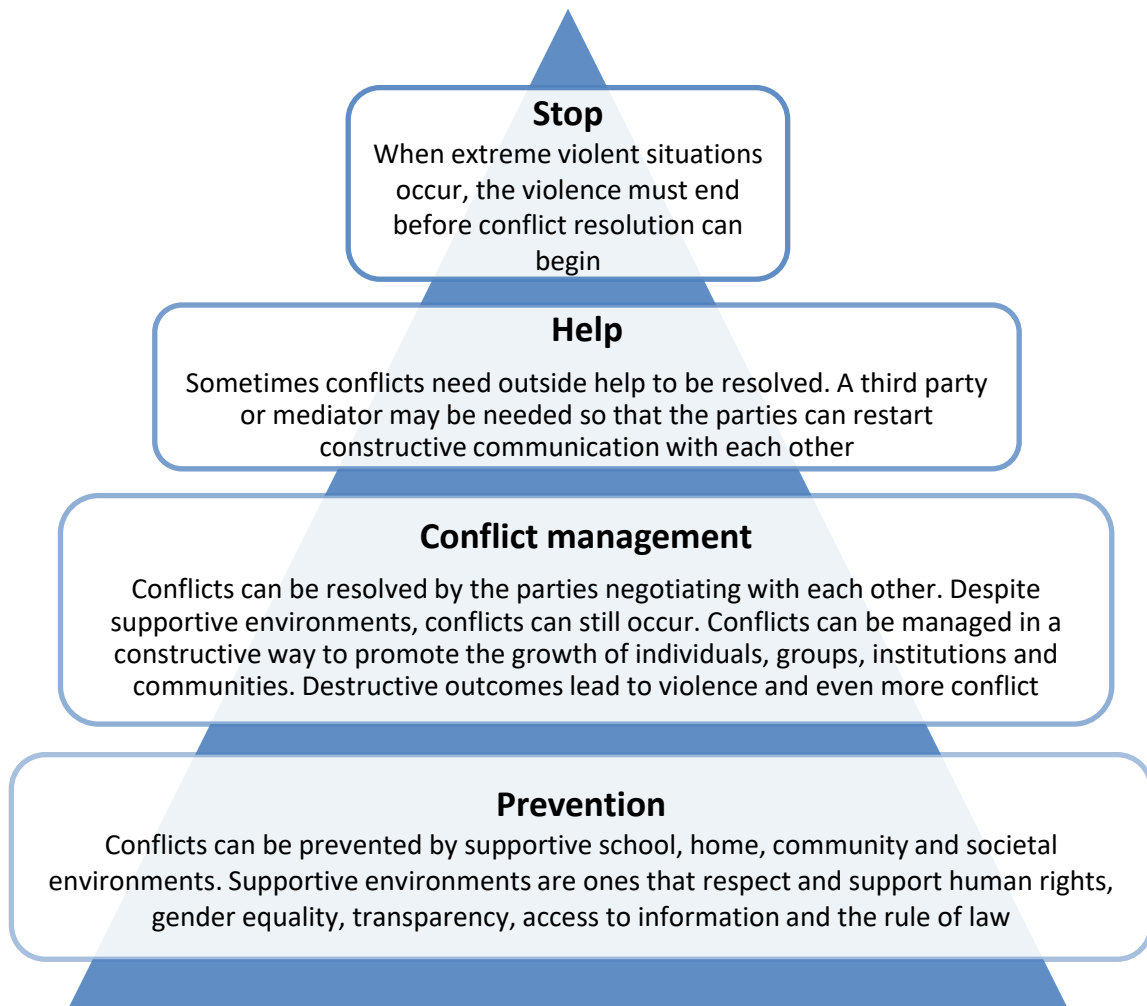 Stop
When extreme violent situations
occur, the violence must end
before conflict resolution can
begin
Help
Sometimes conflicts need outside help to be resolved. A third party
or mediator may be needed so that the parties can restart
constructive communication with each other
Conflict management
Conflicts can be resolved by the parties negotiating with each other. Despite
supportive environments, conflicts can still occur. Conflicts can be managed in a
constructive way to promote the growth of individuals, groups, institutions and
communities. Destructive outcomes lead to violence and even more conflict
Prevention
Conflicts can be prevented by supportive school, home, community and societal
environments. Supportive environments are ones that respect and support human rights,
gender equality, transparency, access to information and the rule of law